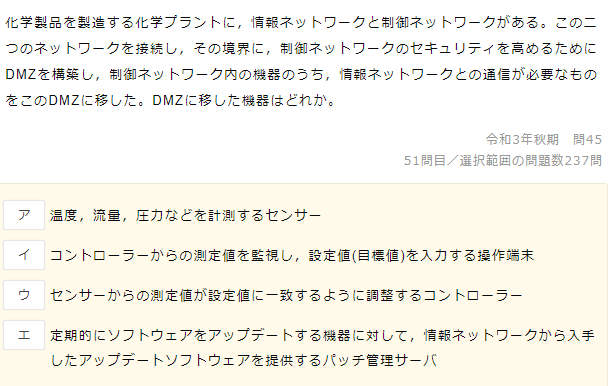 化学製品を製造する化学プラントに，情報ネットワークと制御ネットワークがある。この二
つのネットワークを接続し，その境界に，制御ネットワークのセキュリティを高めるために
DMZを構築し，制御ネットワーク内の機器のうち，情報ネットワークとの通信が必要なもの
をこのDMZに移した。DMZに移した機器はどれか。
令和3年秋期　問45
51問目／選択範囲の問題数237問
ア 温度，流量，圧力などを計測するセンサー
イ コントローラーからの測定値を監視し，設定値(目標値)を入力する操作端末
ウ センサーからの測定値が設定値に一致するように調整するコントローラー
エ 定期的にソフトウェアをアップデートする機器に対して，情報ネットワークから入手
したアップデートソフトウェアを提供するパッチ管理サーバ